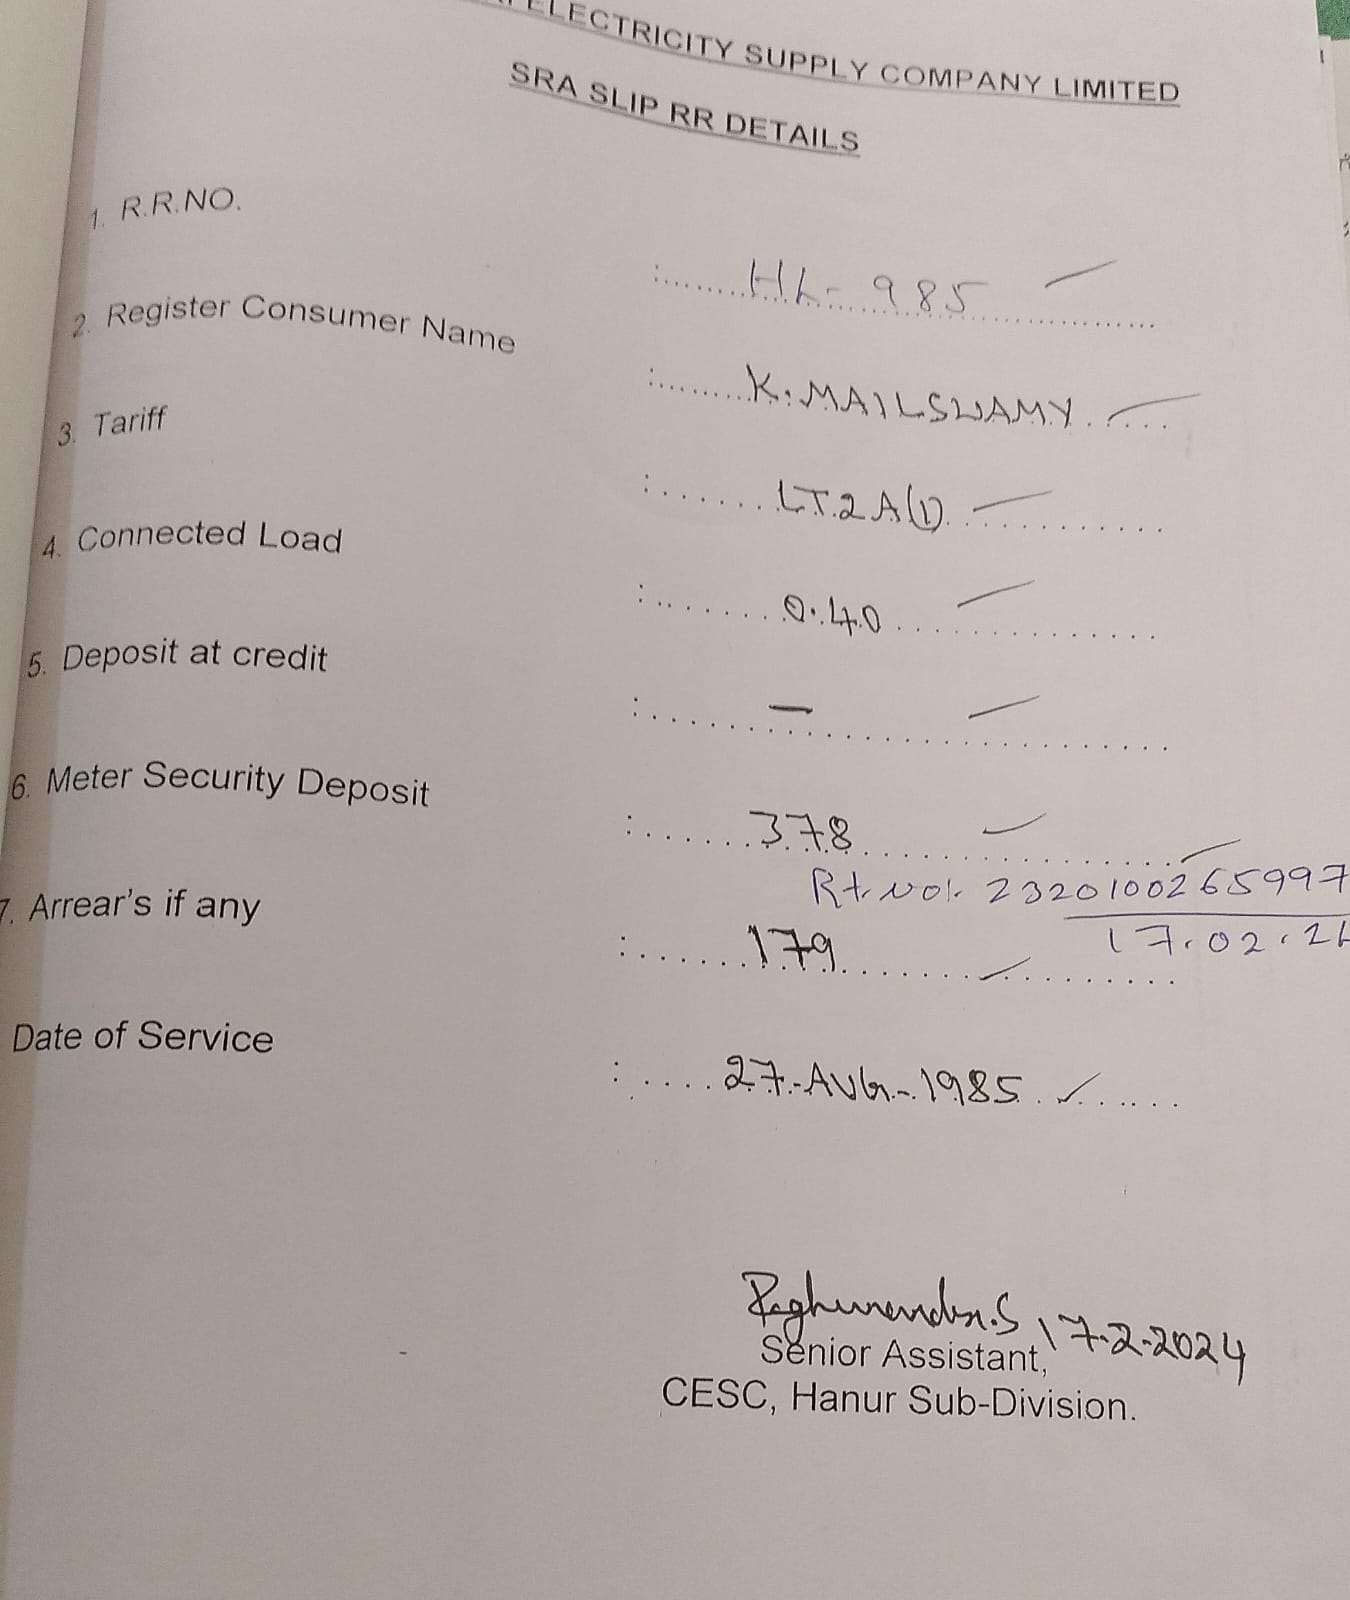 ELECTRICITY SUPPLY COMPANY LIMITED
SRA SLIP RR DETAILS
1. R.R.NO. :.......HL-985
2. Register Consumer Name :.......K.MAILSWAMY
3. Tariff :.......LT2A(1)
4. Connected Load :.......0.40
5. Deposit at credit :....... –
6. Meter Security Deposit :.......378
Rt No:- 2320100265997
17.02.2
7. Arrear's if any :.......179
Date of Service :.......27-AUG-1985
17-2-2024
Senior Assistant,
CESC, Hanur Sub-Division.